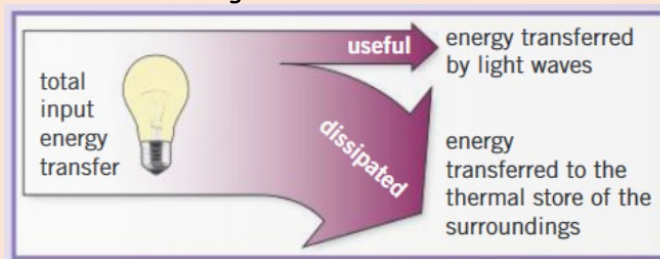 total
input
energy
transfer
useful
energy transferred
by light waves
dissipated
energy
transferred to the
thermal store of the
surroundings